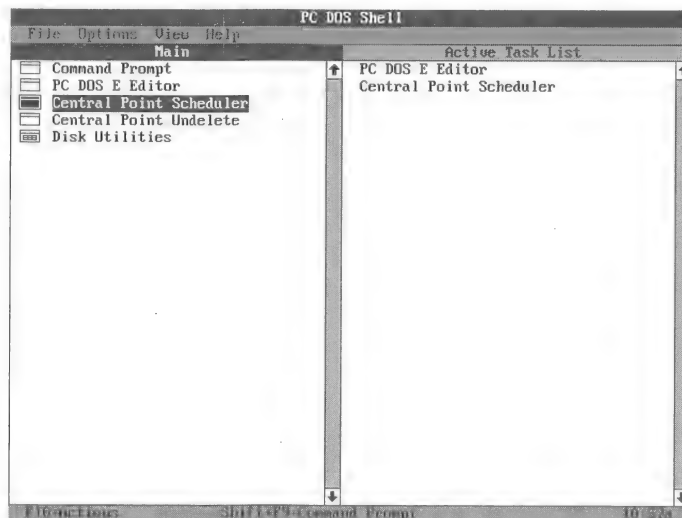 PC DOS Shell
File Options View Help
Main
Command Prompt
PC DOS E Editor
Central Point Scheduler
Central Point Undelete
Disk Utilities
Active Task List
PC DOS E Editor
Central Point Scheduler
F10=Actions Shift+F9=Command Prompt